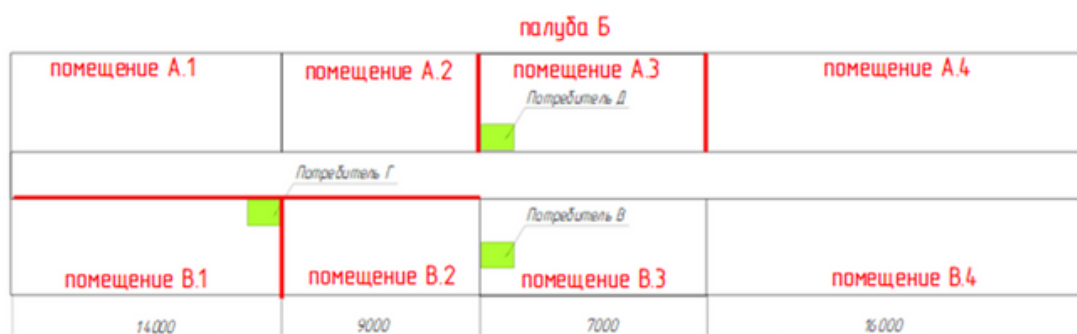 палуба Б
помещение А.1
помещение А.2
помещение А.3
помещение А.4
Потребитель Д
Потребитель Г
Потребитель В
помещение В.1
помещение В.2
помещение В.3
помещение В.4
14000
9000
7000
16000